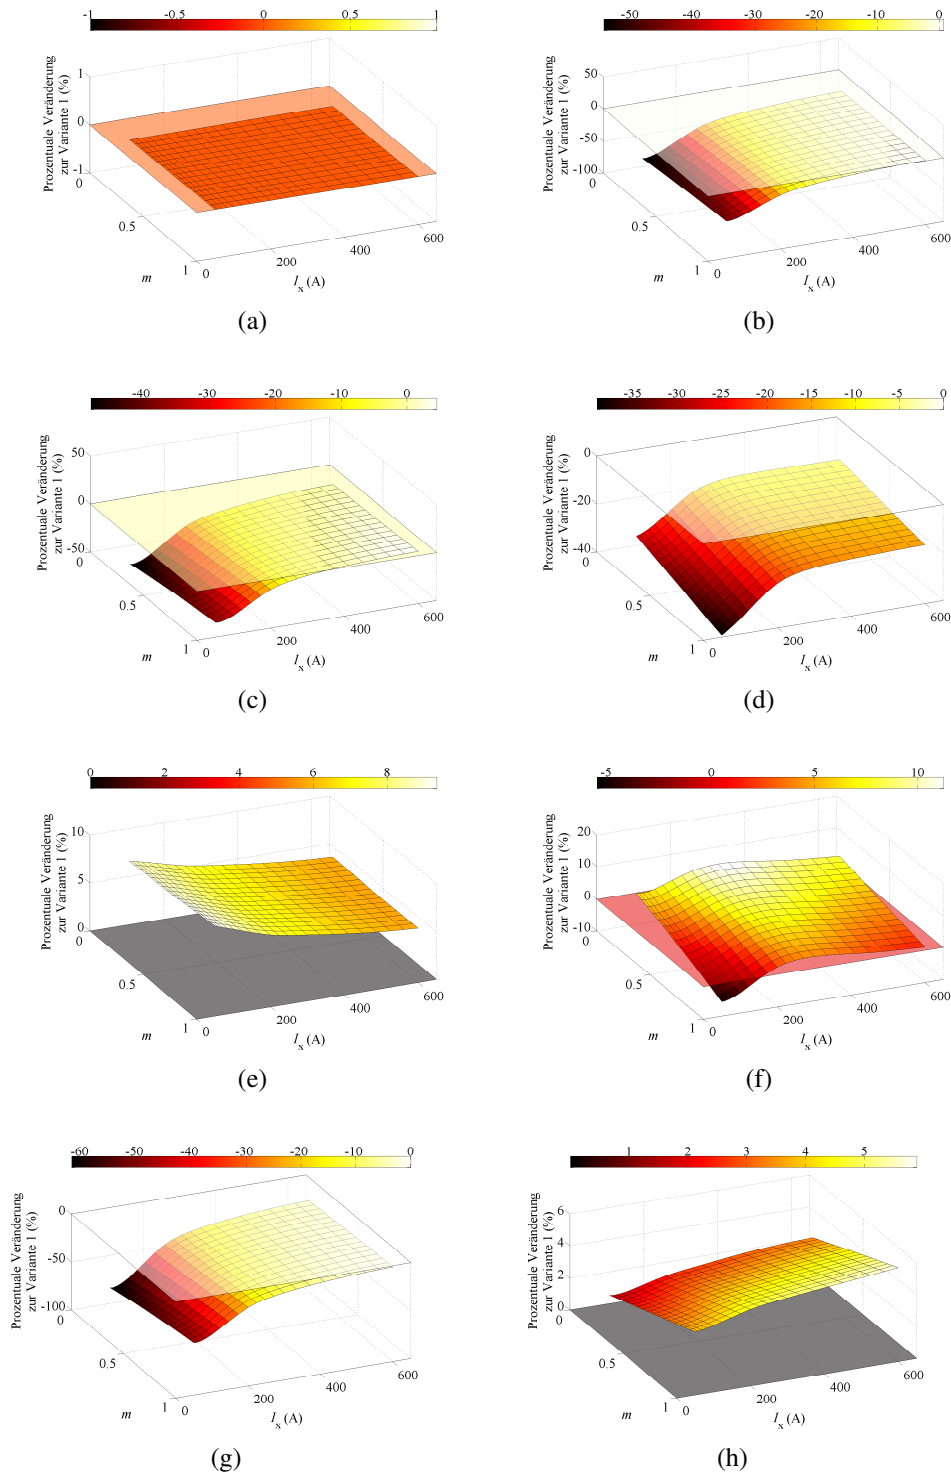 -1 -0.5 0 0.5 1
Prozentuale Veränderung
zur Variante 1 (%)
1
0
-1
0
0.5
1
m
0
200
400
600
I x (A)
(a)
-50 -40 -30 -20 -10 0
Prozentuale Veränderung
zur Variante 1 (%)
50
0
-50
-100
0
0.5
1
m
0
200
400
600
I x (A)
(b)
-40 -30 -20 -10 0
Prozentuale Veränderung
zur Variante 1 (%)
50
0
-50
0
0.5
1
m
0
200
400
600
I x (A)
(c)
-35 -30 -25 -20 -15 -10 -5 0
Prozentuale Veränderung
zur Variante 1 (%)
0
-20
-40
0
0.5
1
m
0
200
400
600
I x (A)
(d)
0 2 4 6 8
Prozentuale Veränderung
zur Variante 1 (%)
10
5
0
0
0.5
1
m
0
200
400
600
I x (A)
(e)
-5 0 5 10
Prozentuale Veränderung
zur Variante 1 (%)
20
10
0
-10
0
0.5
1
m
0
200
400
600
I x (A)
(f)
-60 -50 -40 -30 -20 -10 0
Prozentuale Veränderung
zur Variante 1 (%)
0
-50
-100
0
0.5
1
m
0
200
400
600
I x (A)
(g)
1 2 3 4 5
Prozentuale Veränderung
zur Variante 1 (%)
6
4
2
0
0
0.5
1
m
0
200
400
600
I x (A)
(h)